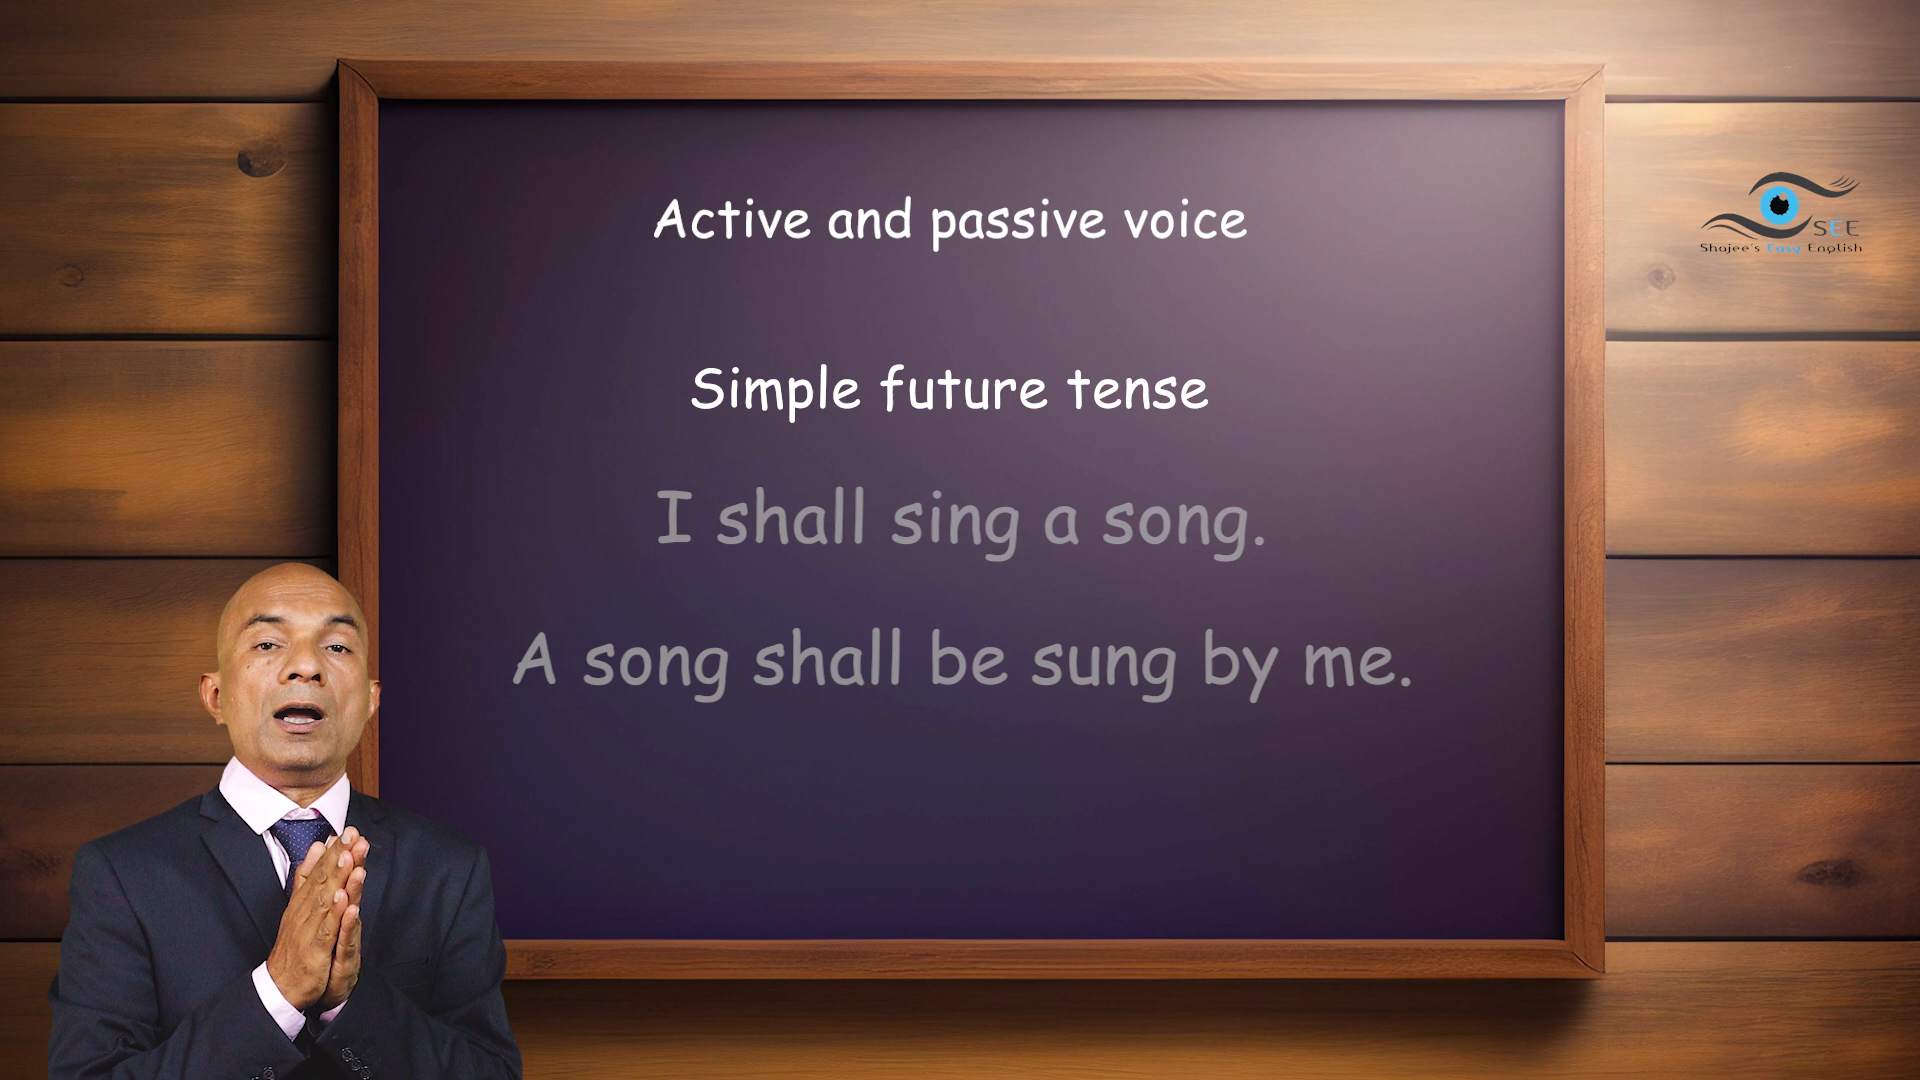 Active and passive voice
SEE
Shajee's Easy English
Simple future tense
I shall sing a song.
A song shall be sung by me.